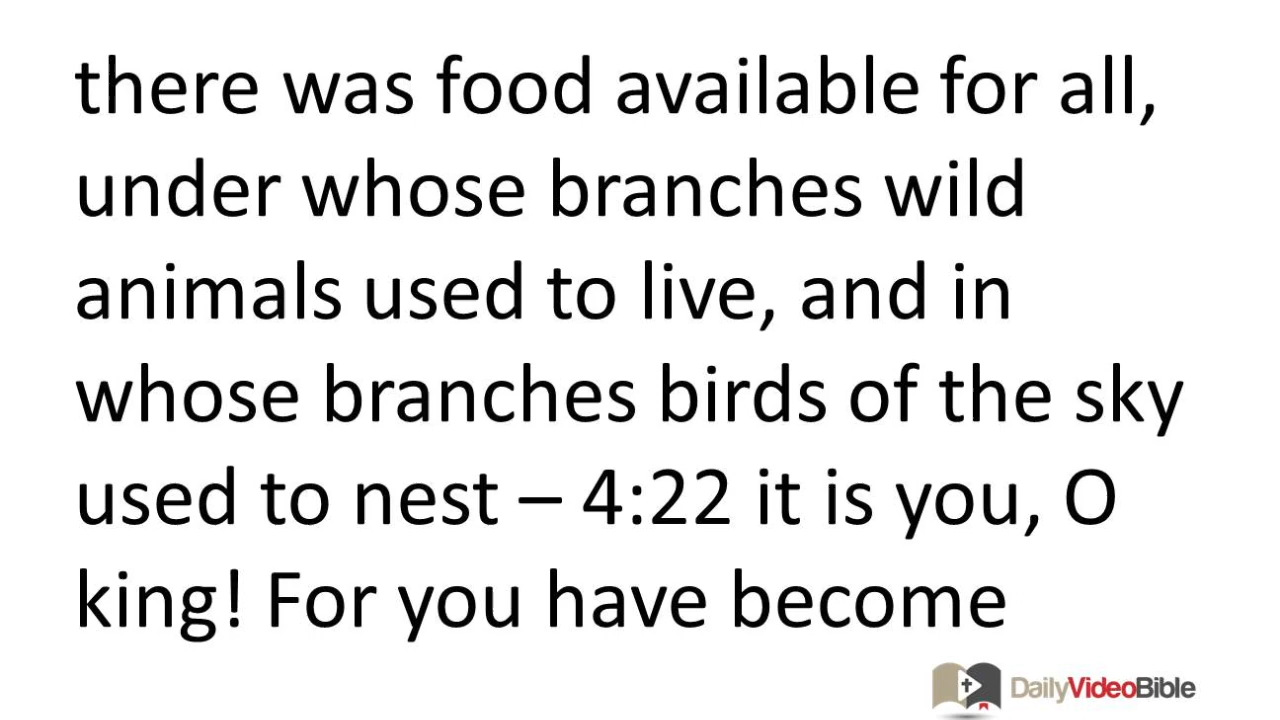 there was food available for all,
under whose branches wild
animals used to live, and in
whose branches birds of the sky
used to nest – 4:22 it is you, O
king! For you have become
DailyVideoBible